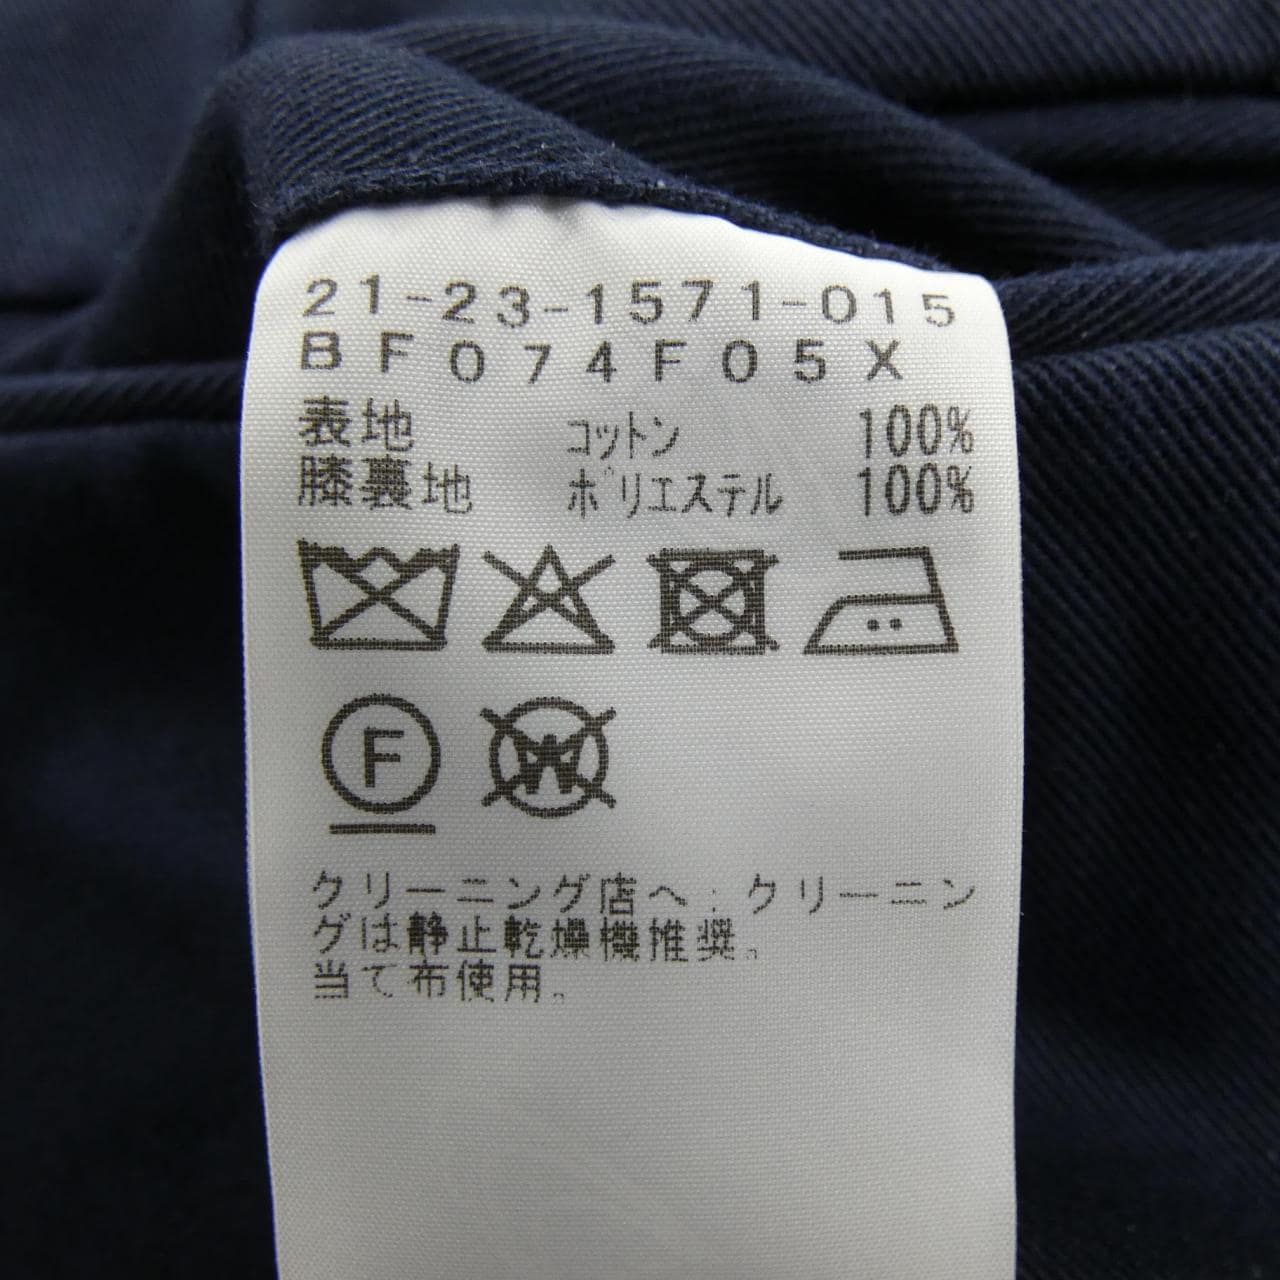 21-23-1571-015
BF074F05X
表地 コットン 100%
膝裏地 ポリエステル 100%
F W
クリーニング店へ:クリーニン
グは静止乾燥機推奨。
当て布使用。